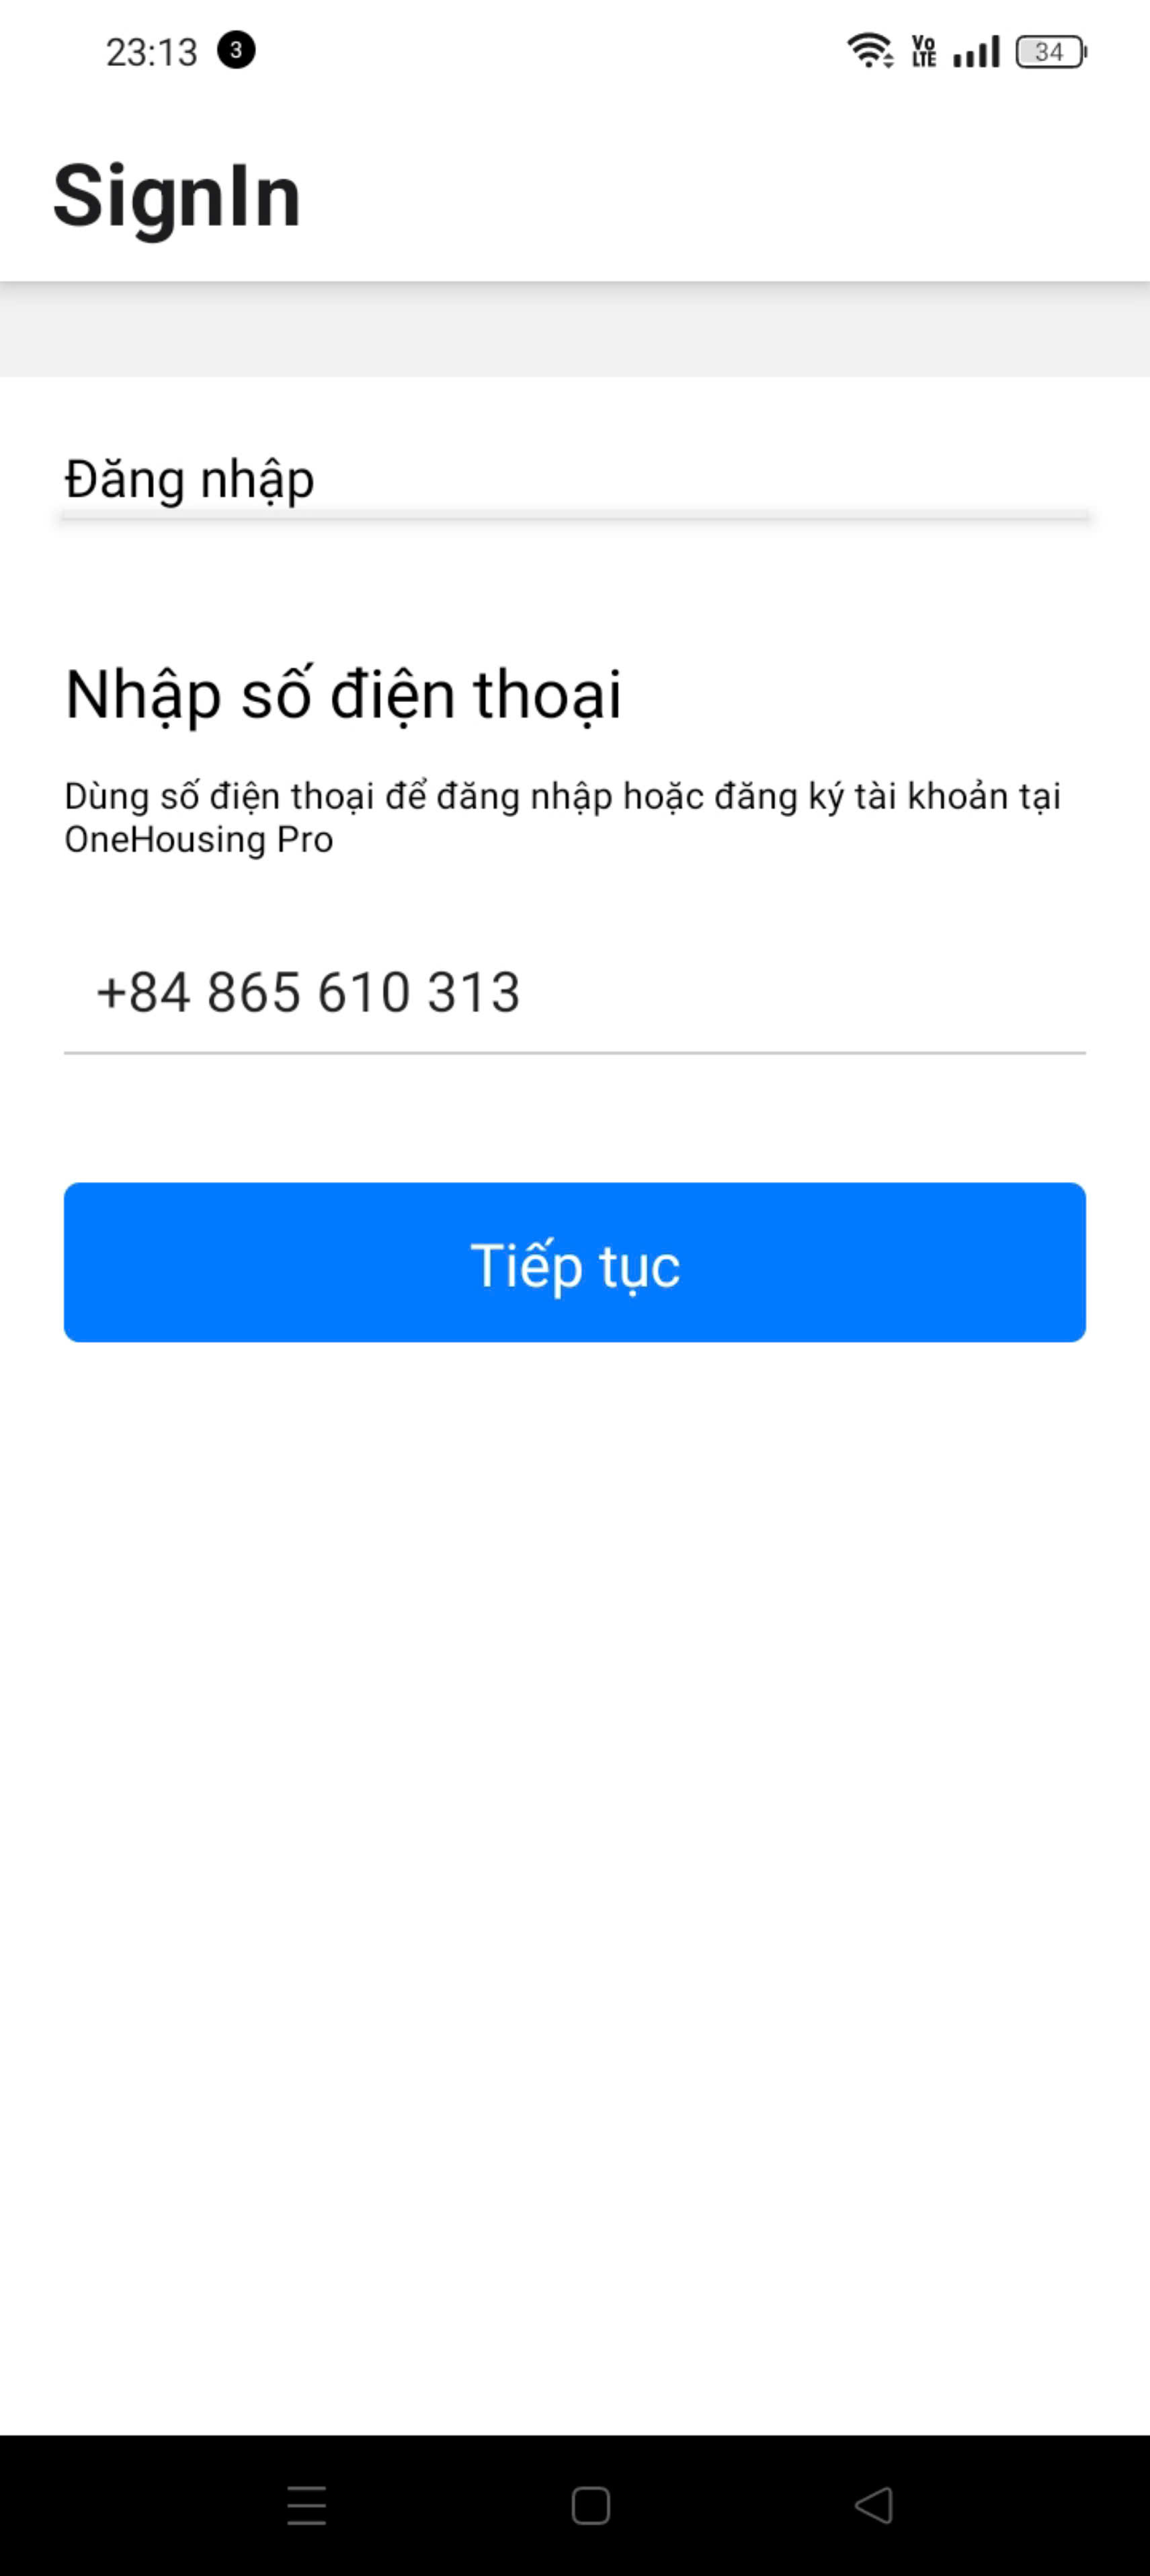 23:13 3 Vo LTE 34
SignIn
Đăng nhập
Nhập số điện thoại
Dùng số điện thoại để đăng nhập hoặc đăng ký tài khoản tại
OneHousing Pro
+84 865 610 313
Tiếp tục